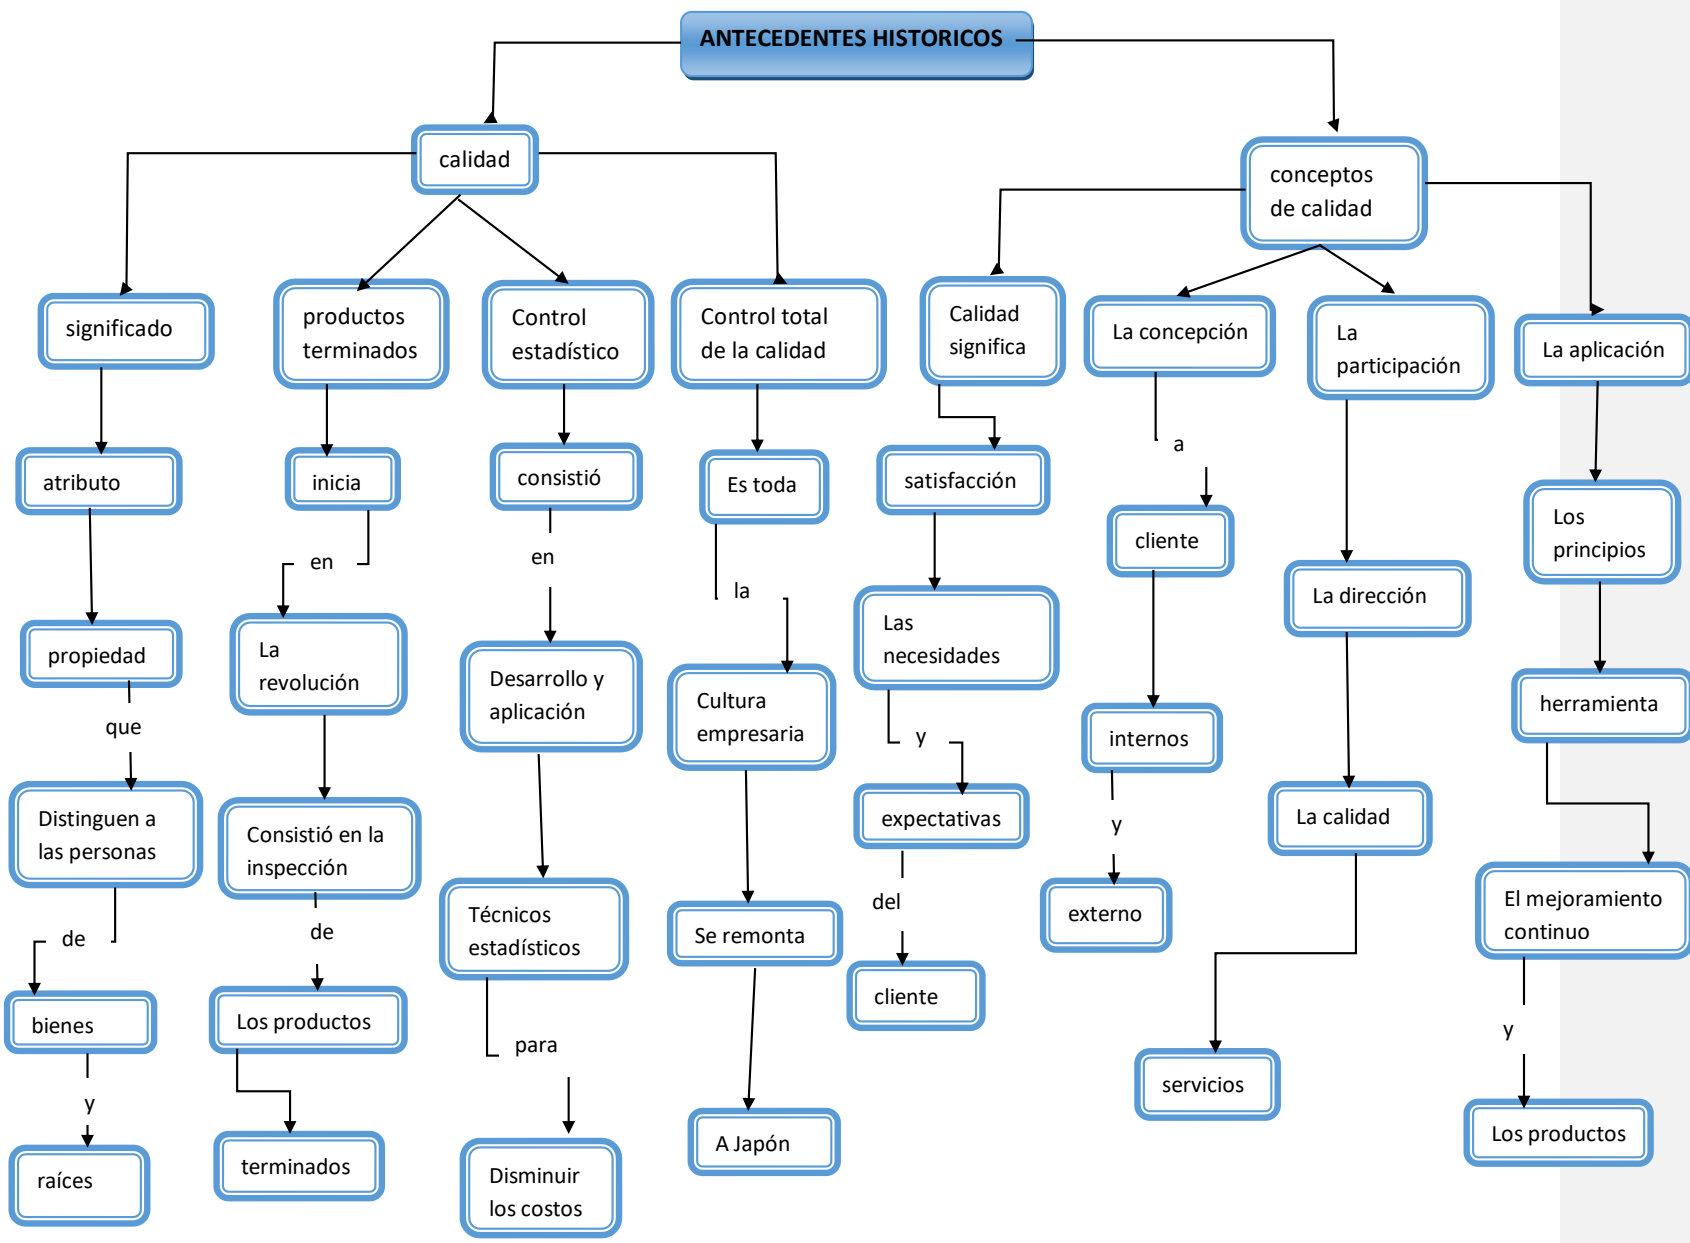 ANTECEDENTES HISTORICOS
calidad
significado
atributo
propiedad
que
Distinguen a
las personas
de
bienes
y
raíces
productos
terminados
inicia
en
La
revolución
Consistió en la
inspección
de
Los productos
terminados
Control
estadístico
consistió
en
Desarrollo y
aplicación
Técnicos
estadísticos
para
Disminuir
los costos
Control total
de la calidad
Es toda
la
Cultura
empresaria
Se remonta
A Japón
conceptos
de calidad
Calidad
significa
satisfacción
Las
necesidades
y
expectativas
del
cliente
La concepción
a
cliente
internos
y
externo
La
participación
La dirección
La calidad
servicios
La aplicación
Los
principios
herramienta
El mejoramiento
continuo
y
Los productos